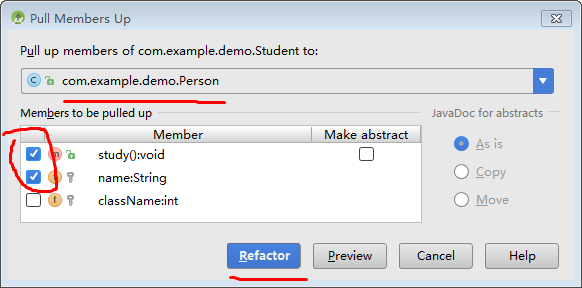 Pull Members Up
Pull up members of com.example.demo.Student to:
C com.example.demo.Person
Members to be pulled up
JavaDoc for abstracts
Member Make abstract
m study():void
name:String
f className:int
As is
Copy
Move
Refactor Preview Cancel Help